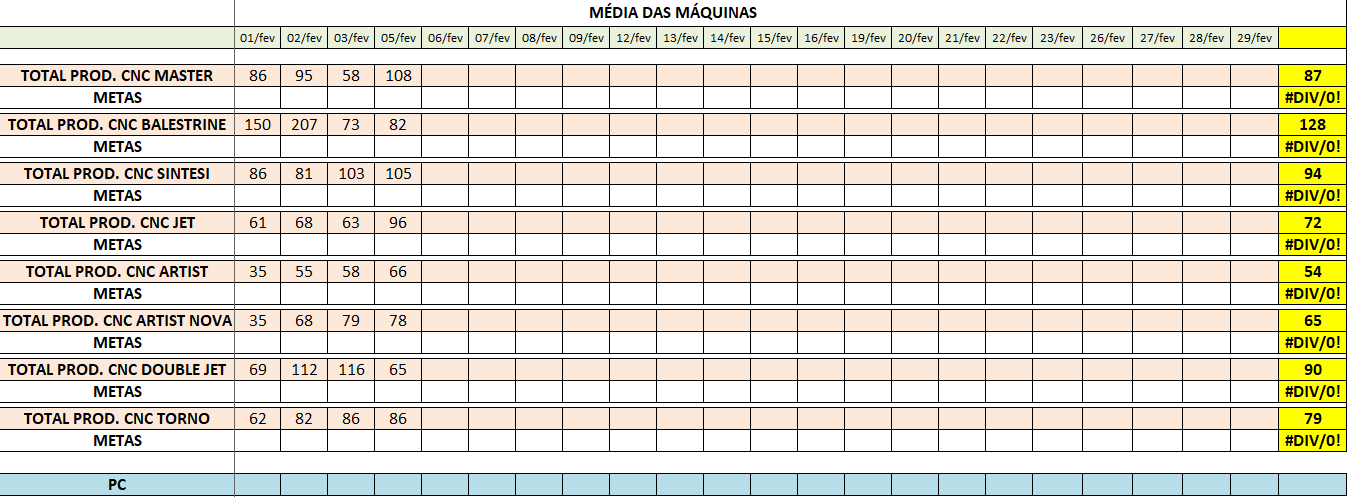 MÉDIA DAS MÁQUINAS
01/fev 02/fev 03/fev 05/fev 06/fev 07/fev 08/fev 09/fev 12/fev 13/fev 14/fev 15/fev 16/fev 19/fev 20/fev 21/fev 22/fev 23/fev 26/fev 27/fev 28/fev 29/fev
TOTAL PROD. CNC MASTER 86 95 58 108 87
METAS #DIV/0!
TOTAL PROD. CNC BALESTRINE 150 207 73 82 128
METAS #DIV/0!
TOTAL PROD. CNC SINTESI 86 81 103 105 94
METAS #DIV/0!
TOTAL PROD. CNC JET 61 68 63 96 72
METAS #DIV/0!
TOTAL PROD. CNC ARTIST 35 55 58 66 54
METAS #DIV/0!
TOTAL PROD. CNC ARTIST NOVA 35 68 79 78 65
METAS #DIV/0!
TOTAL PROD. CNC DOUBLE JET 69 112 116 65 90
METAS #DIV/0!
TOTAL PROD. CNC TORNO 62 82 86 86 79
METAS #DIV/0!
PC